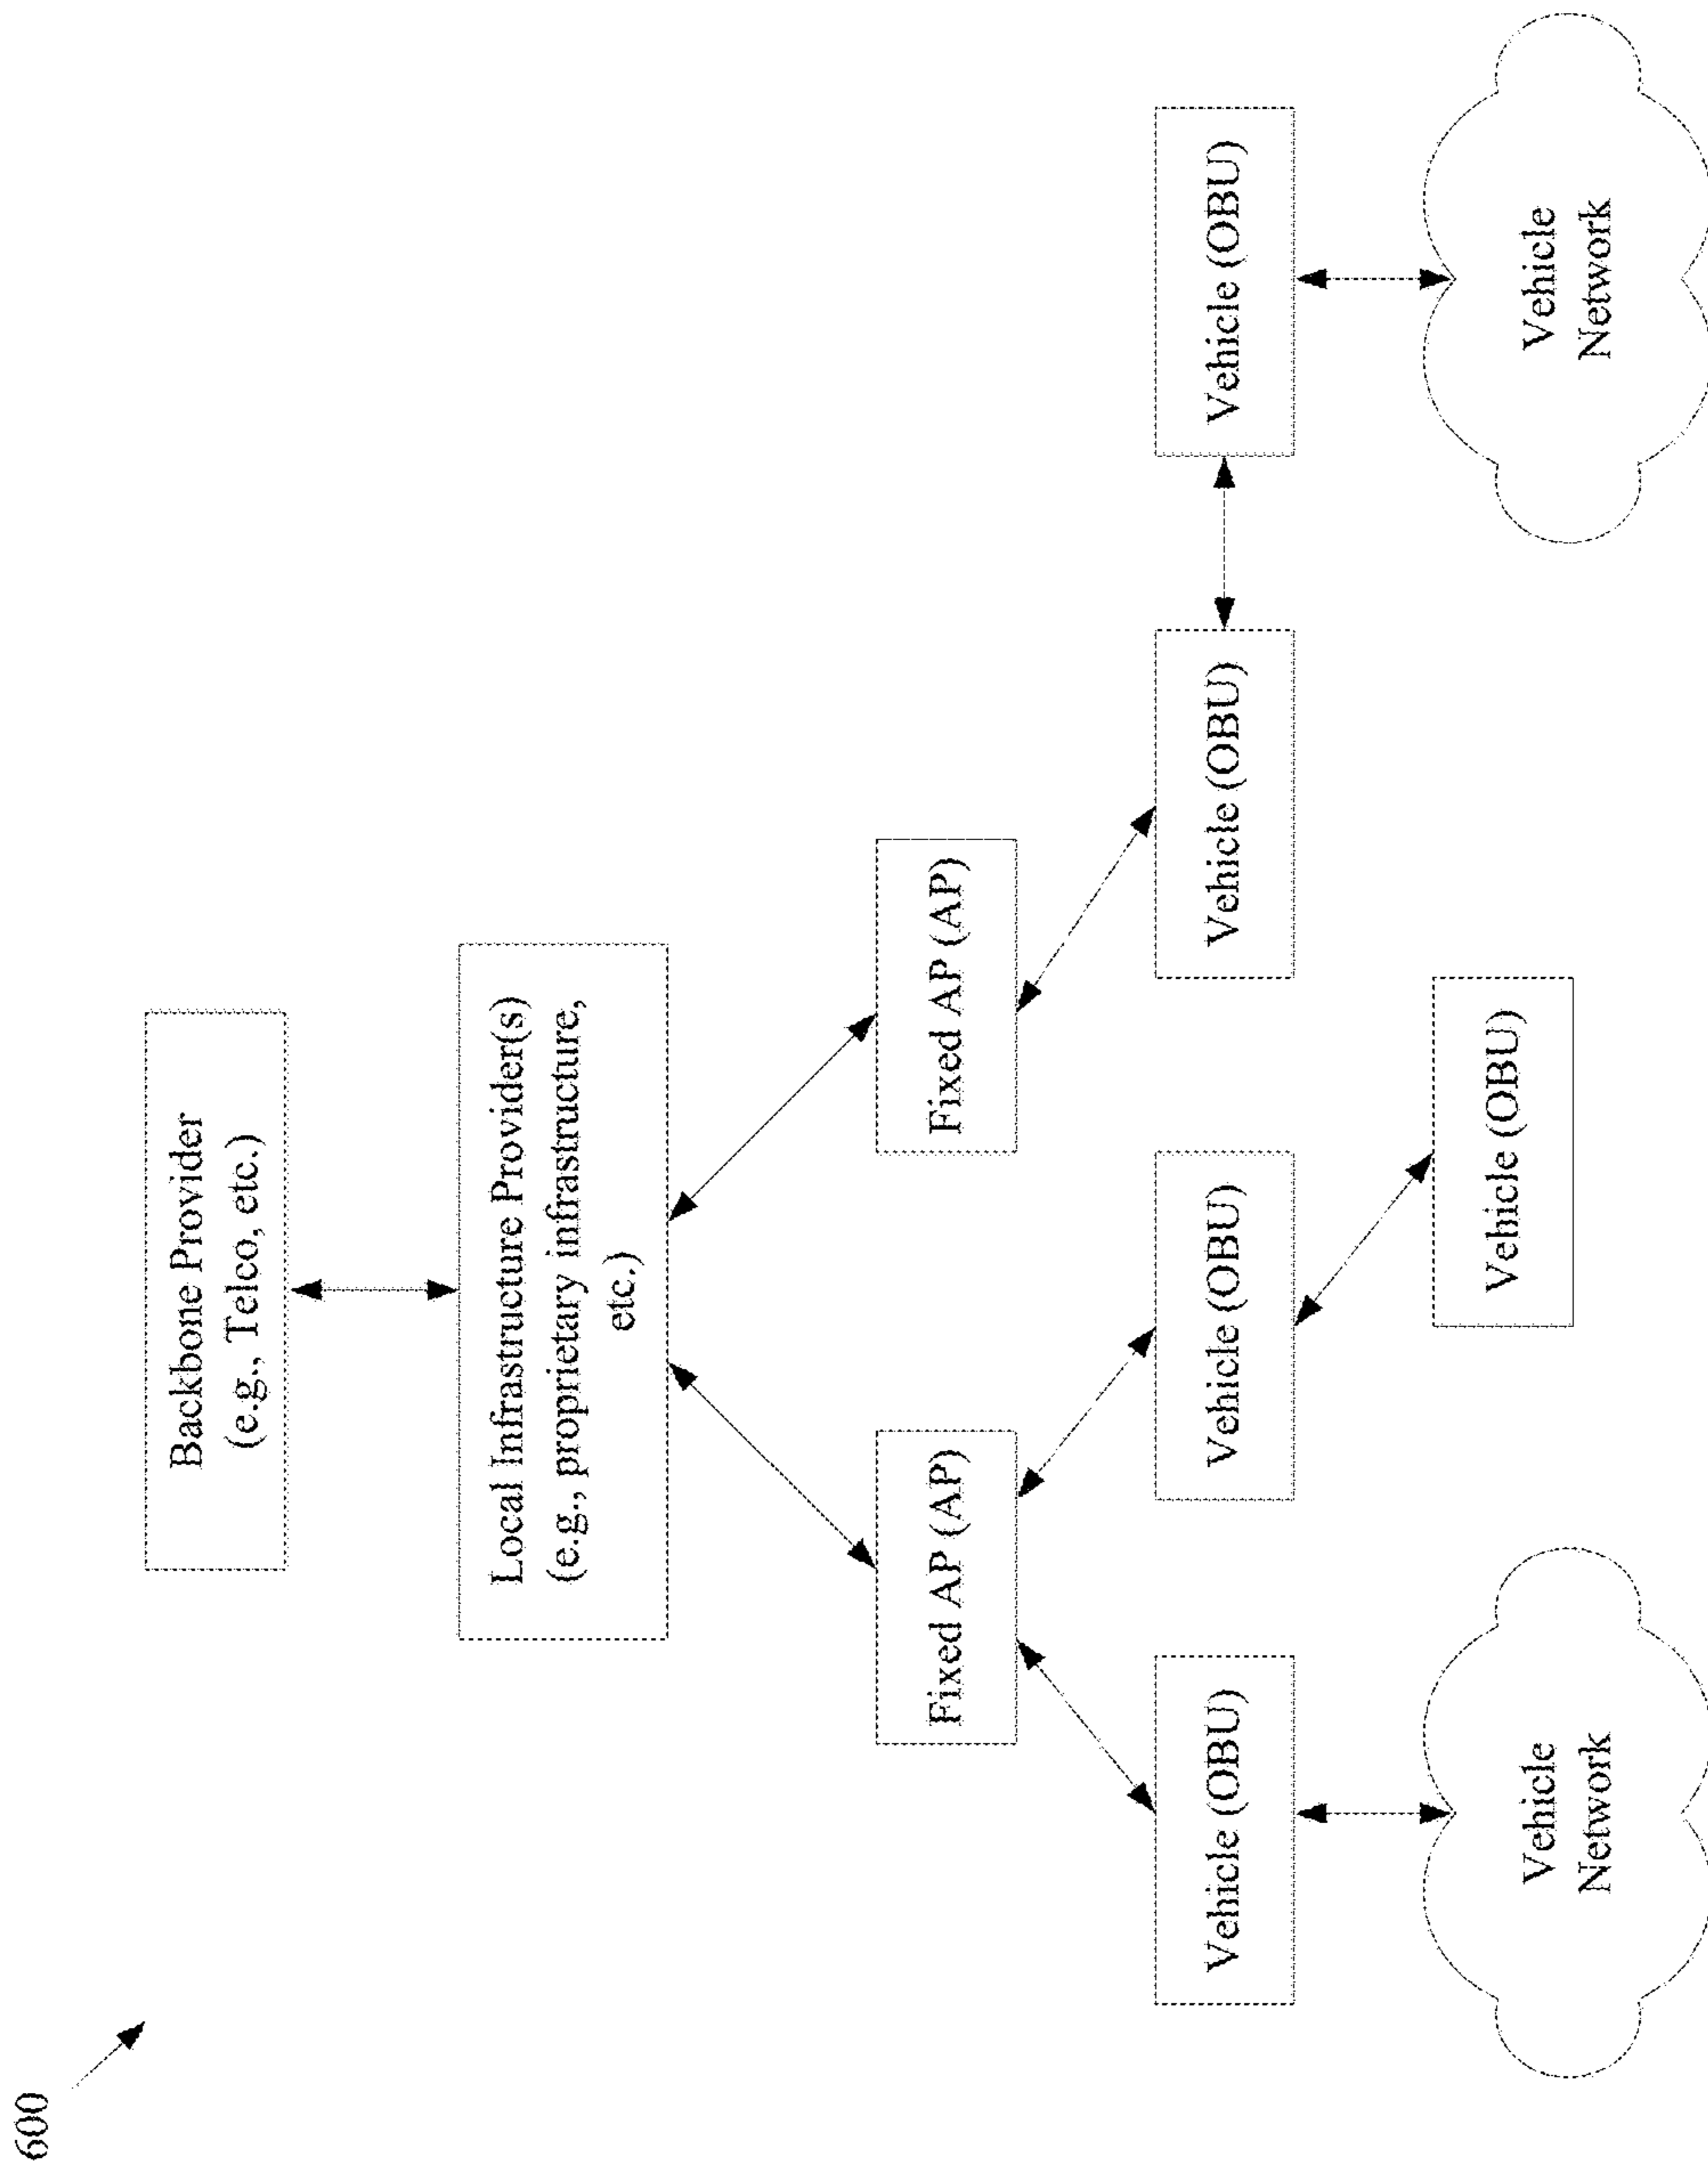 600
Backbone Provider
(e.g., Telco, etc.)
Local Infrastructure Provider(s)
(e.g., proprietary infrastructure,
etc.)
Fixed AP (AP)
Fixed AP (AP)
Vehicle (OBU)
Vehicle (OBU)
Vehicle (OBU)
Vehicle (OBU)
Vehicle (OBU)
Vehicle
Network
Vehicle
Network